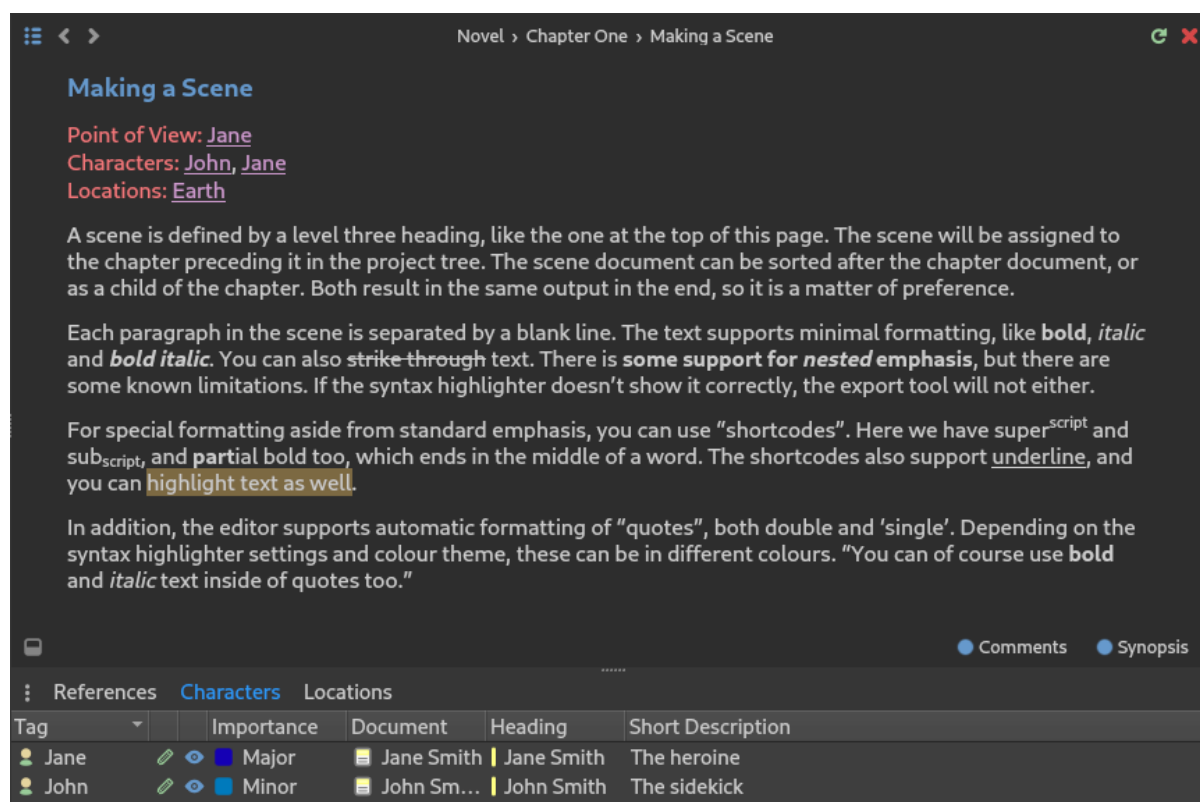 Novel › Chapter One › Making a Scene
Making a Scene
Point of View: Jane
Characters: John, Jane
Locations: Earth
A scene is defined by a level three heading, like the one at the top of this page. The scene will be assigned to
the chapter preceding it in the project tree. The scene document can be sorted after the chapter document, or
as a child of the chapter. Both result in the same output in the end, so it is a matter of preference.
Each paragraph in the scene is separated by a blank line. The text supports minimal formatting, like bold, italic
and bold italic. You can also strike through text. There is some support for nested emphasis, but there are
some known limitations. If the syntax highlighter doesn’t show it correctly, the export tool will not either.
For special formatting aside from standard emphasis, you can use “shortcodes”. Here we have superscript and
subscript, and partial bold too, which ends in the middle of a word. The shortcodes also support underline, and
you can highlight text as well.
In addition, the editor supports automatic formatting of “quotes”, both double and ‘single’. Depending on the
syntax highlighter settings and colour theme, these can be in different colours. “You can of course use bold
and italic text inside of quotes too.”
Comments Synopsis
References Characters Locations
Tag Importance Document Heading Short Description
Jane Major Jane Smith Jane Smith The heroine
John Minor John Sm... John Smith The sidekick